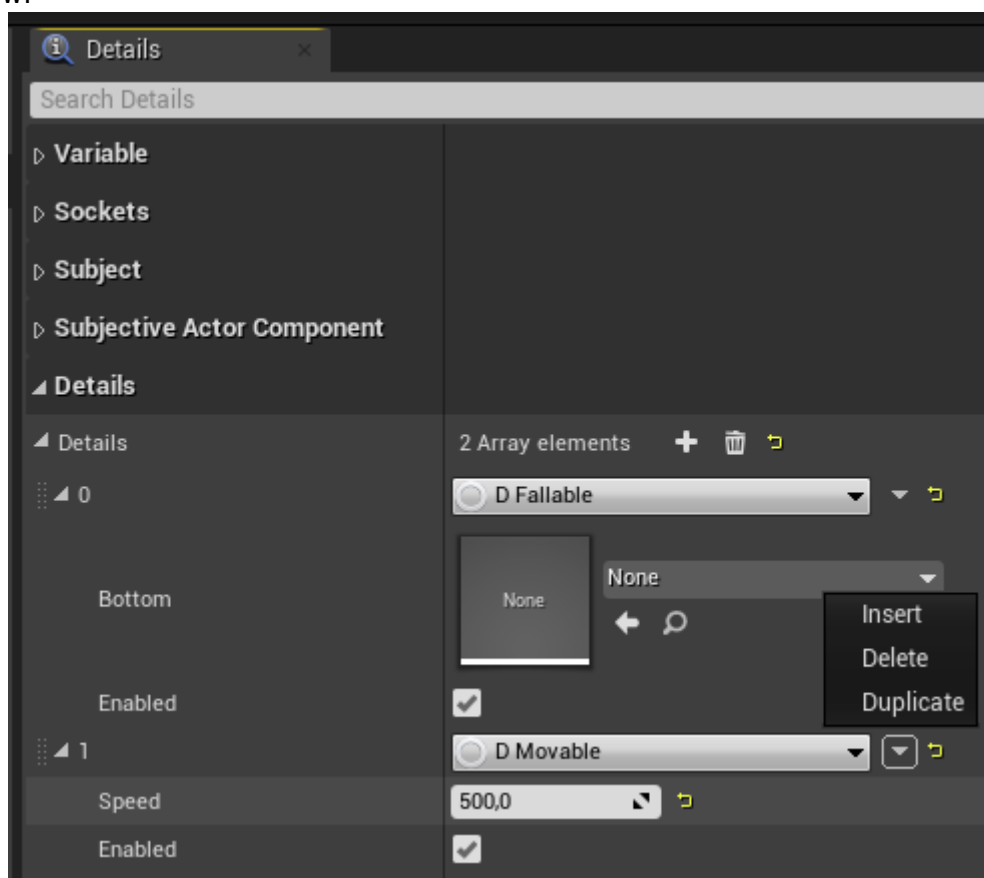 Details
Search Details
Variable
Sockets
Subject
Subjective Actor Component
Details
Details 2 Array elements
0 D Fallable
Bottom None None
Insert
Delete
Enabled Duplicate
1 D Movable
Speed 500,0
Enabled